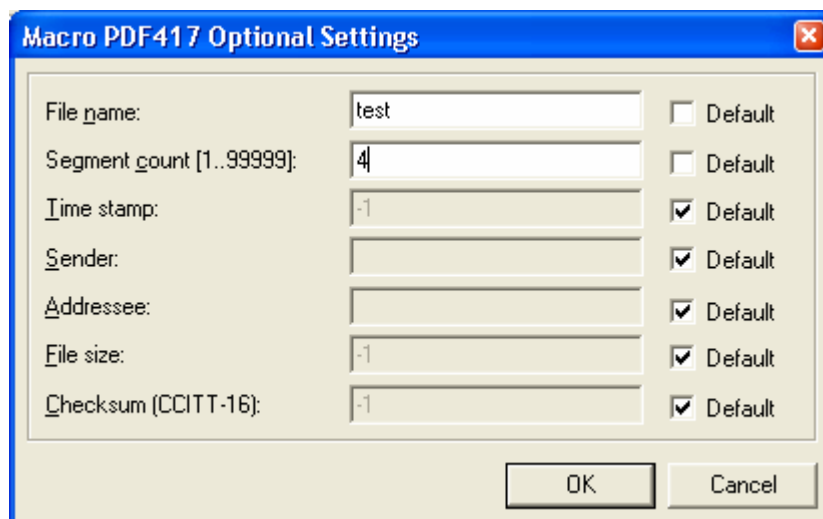 Macro PDF417 Optional Settings
File name: test Default
Segment count [1..99999]: 4 Default
Time stamp: -1 Default
Sender: Default
Addressee: Default
File size: -1 Default
Checksum (CCITT-16): -1 Default
OK Cancel